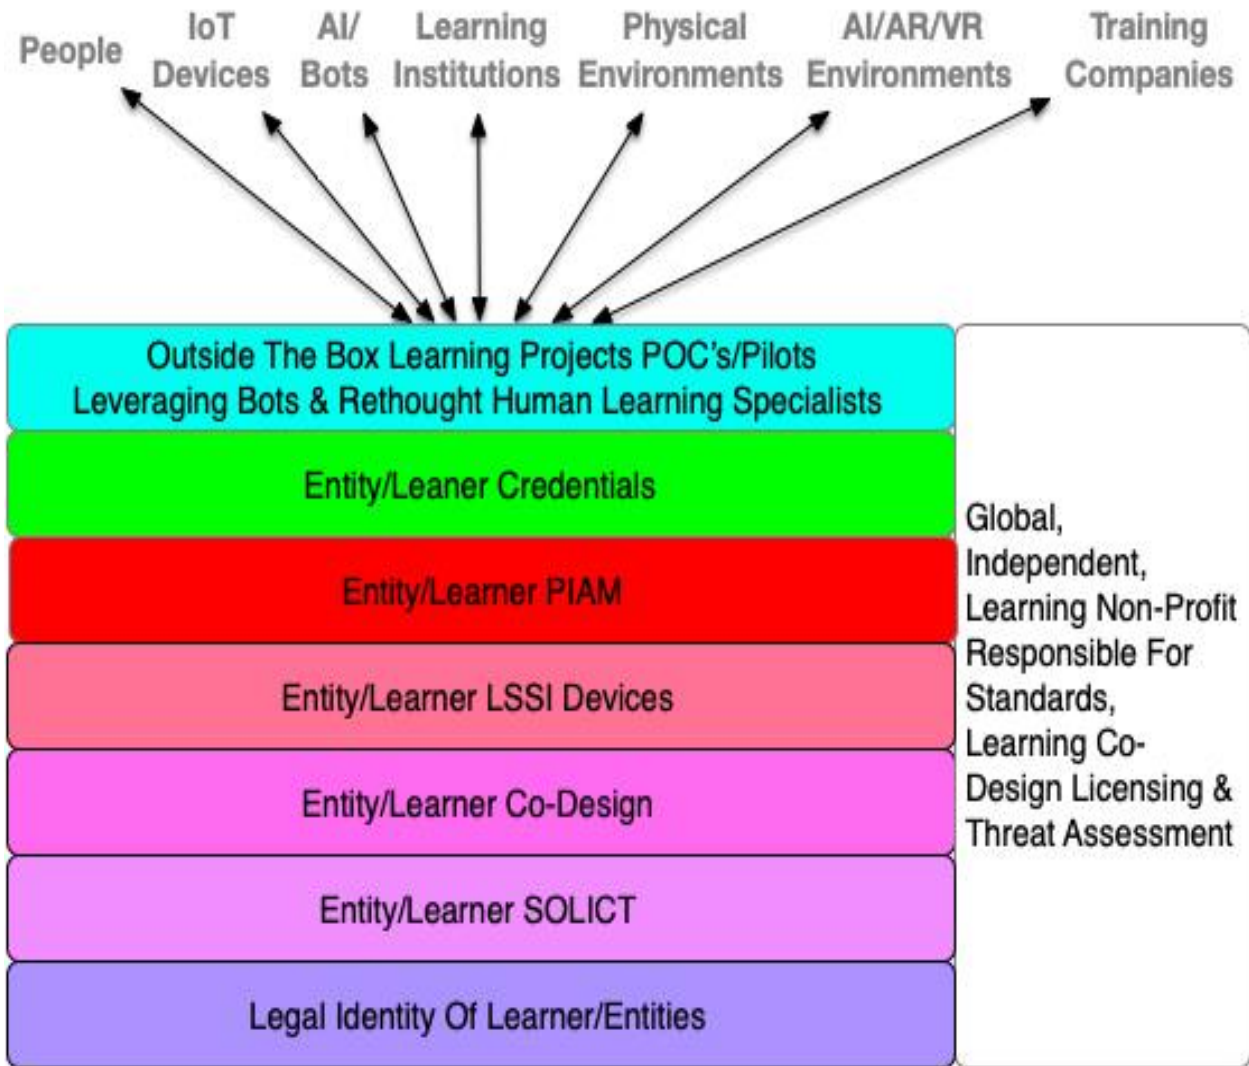 People
IoT
Devices
AI/
Bots
Learning
Institutions
Physical
Environments
AI/AR/VR
Environments
Training
Companies
Outside The Box Learning Projects POC's/Pilots
Leveraging Bots & Rethought Human Learning Specialists
Entity/Leaner Credentials
Entity/Learner PIAM
Entity/Learner LSSI Devices
Entity/Learner Co-Design
Entity/Learner SOLICT
Legal Identity Of Learner/Entities
Global,
Independent,
Learning Non-Profit
Responsible For
Standards,
Learning Co-
Design Licensing &
Threat Assessment